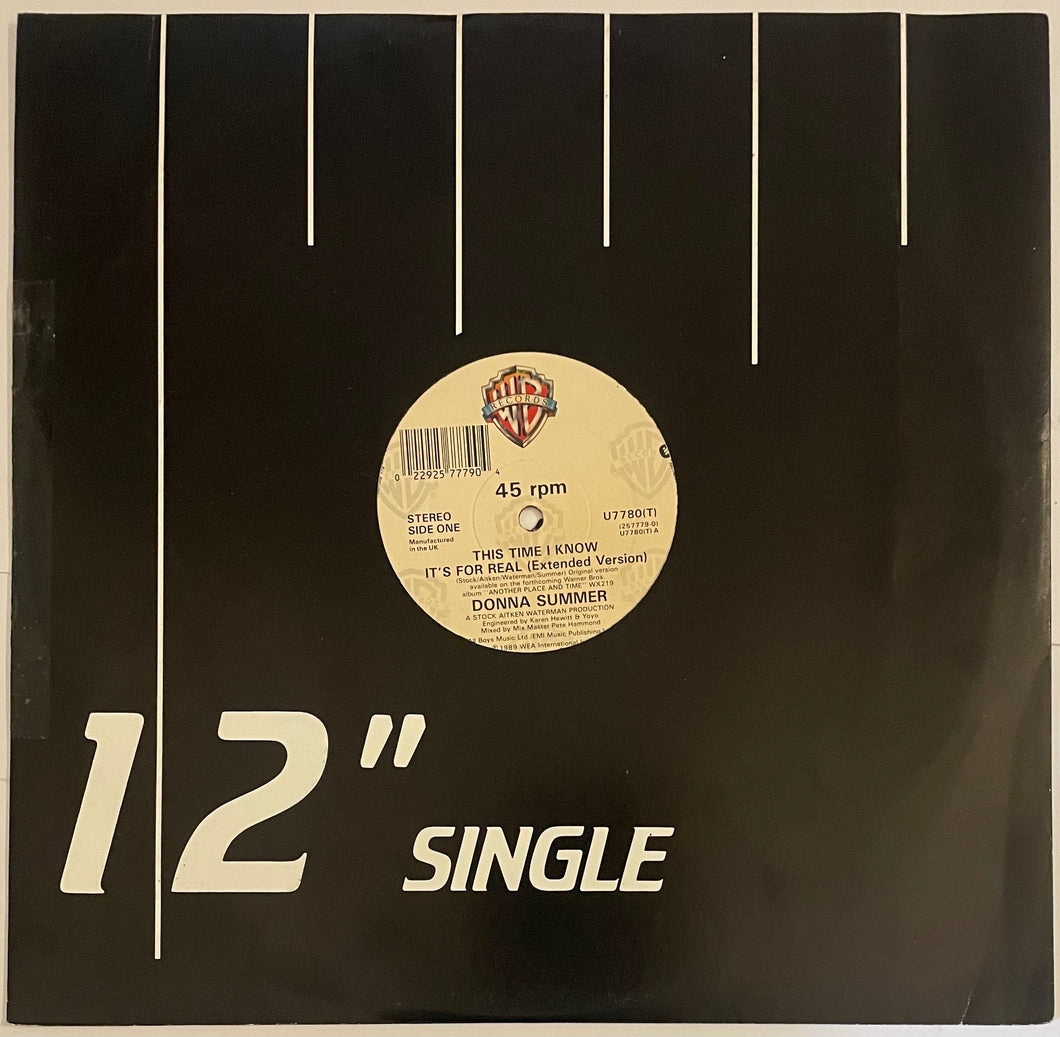 RECORDS
0 22925 77790 4
45 rpm
STEREO
SIDE ONE
Manufactured
in the UK
U7780(T)
(257779-0)
U7780(T) A
THIS TIME I KNOW
IT'S FOR REAL (Extended Version)
(Stock/Aitken/Waterman/Summer) Original version
available on the forthcoming Warner Bros.
album "ANOTHER PLACE AND TIME" WX219
DONNA SUMMER
A STOCK AITKEN WATERMAN PRODUCTION
Engineered by Karen Hewitt & Yoyo
Mixed by Mix Master Pete Hammond
Boys Music Ltd /EMI Music Publishing
℗ 1989 WEA International
12"
SINGLE